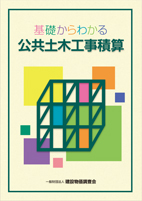 基礎からわかる
公共土木工事積算
一般財団法人 建設物価調査会